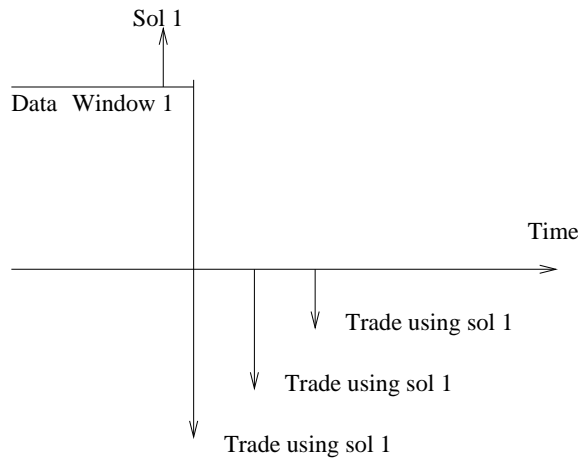 Sol 1
Data Window 1
Time
Trade using sol 1
Trade using sol 1
Trade using sol 1